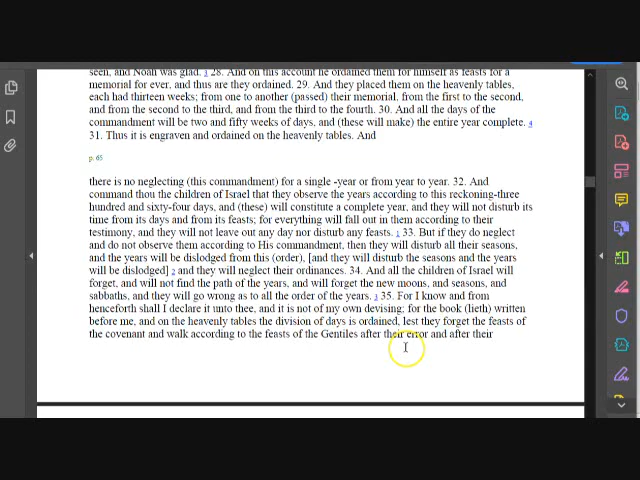 seen, and Noah was glad. 1 28. And on this account he ordained them for himself as feasts for a
memorial for ever, and thus are they ordained. 29. And they placed them on the heavenly tables,
each had thirteen weeks; from one to another (passed) their memorial, from the first to the second,
and from the second to the third, and from the third to the fourth. 30. And all the days of the
commandment will be two and fifty weeks of days, and (these will make) the entire year complete. 4
31. Thus it is engraven and ordained on the heavenly tables. And
p. 65
there is no neglecting (this commandment) for a single -year or from year to year. 32. And
command thou the children of Israel that they observe the years according to this reckoning-three
hundred and sixty-four days, and (these) will constitute a complete year, and they will not disturb its
time from its days and from its feasts; for everything will fall out in them according to their
testimony, and they will not leave out any day nor disturb any feasts. 1 33. But if they do neglect
and do not observe them according to His commandment, then they will disturb all their seasons,
and the years will be dislodged from this (order), [and they will disturb the seasons and the years
will be dislodged] 2 and they will neglect their ordinances. 34. And all the children of Israel will
forget, and will not find the path of the years, and will forget the new moons, and seasons, and
sabbaths, and they will go wrong as to all the order of the years. 3 35. For I know and from
henceforth shall I declare it unto thee, and it is not of my own devising; for the book (lieth) written
before me, and on the heavenly tables the division of days is ordained, lest they forget the feasts of
the covenant and walk according to the feasts of the Gentiles after their error and after their